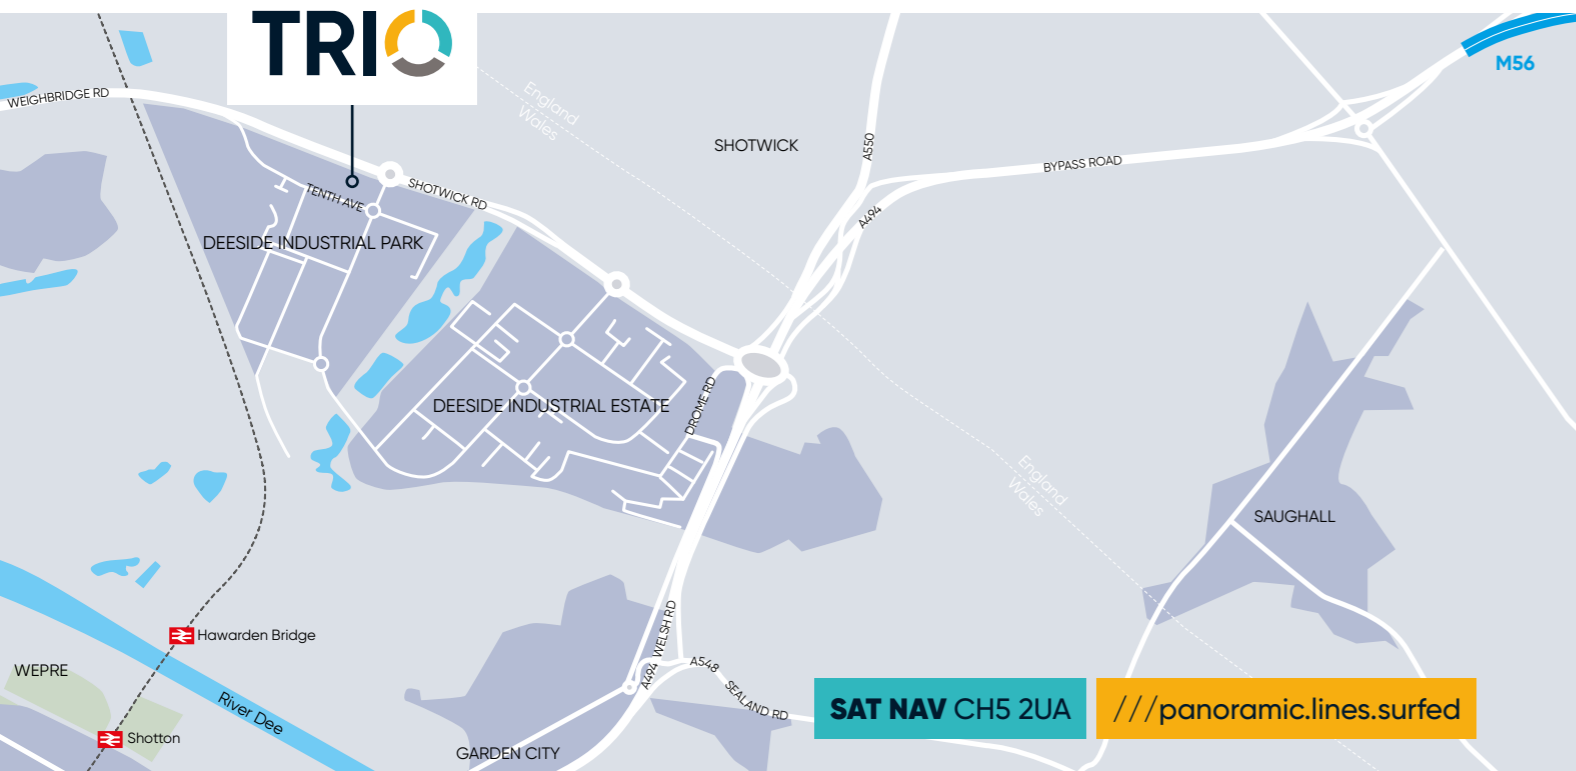 TRIO
M56
England
Wales
WEIGHBRIDGE RD
SHOTWICK
A550
BYPASS ROAD
TENTH AVE
SHOTWICK RD
A494
DEESIDE INDUSTRIAL PARK
DROME RD
DEESIDE INDUSTRIAL ESTATE
England
Wales
SAUGHALL
Hawarden Bridge
A494 WELSH RD
WEPRE
A548
SEALAND RD
River Dee
SAT NAV CH5 2UA
///panoramic.lines.surfed
Shotton
GARDEN CITY